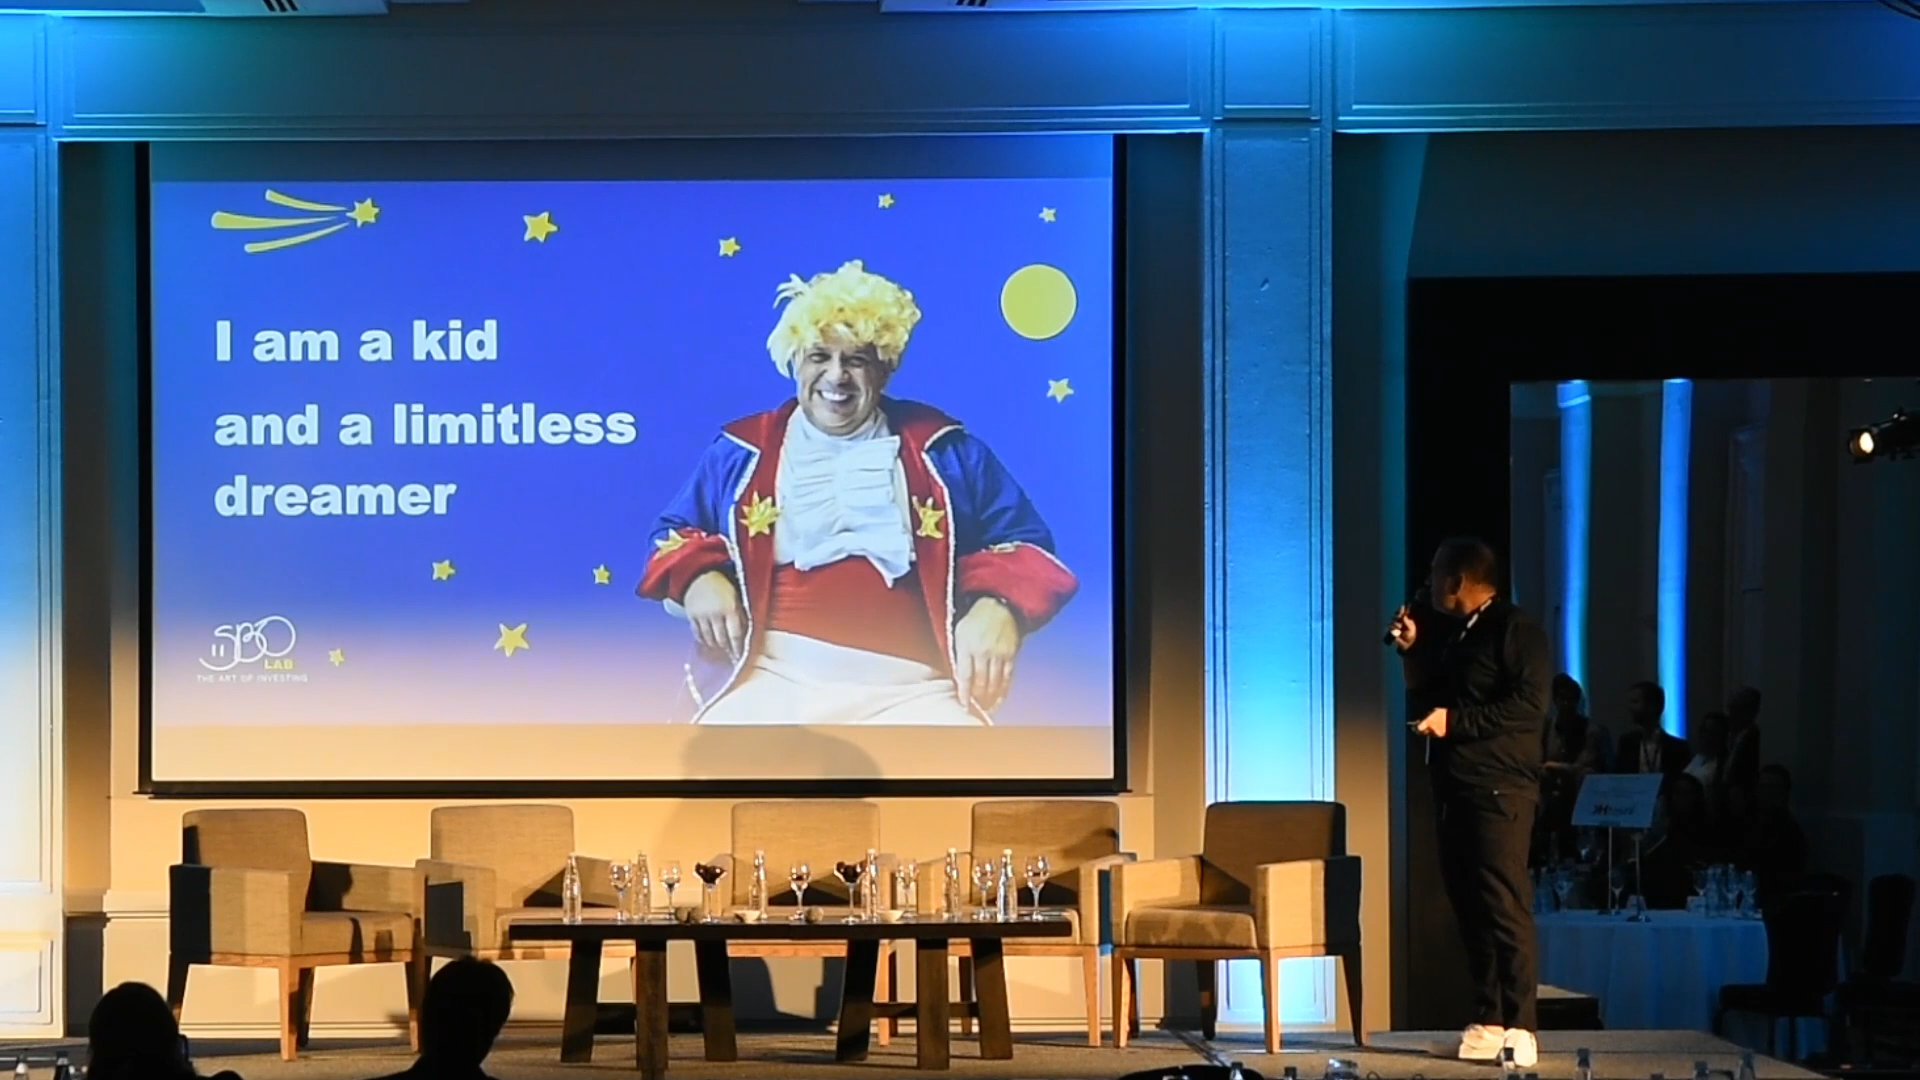 I am a kid
and a limitless
dreamer
SBO
LAB
THE ART OF INVESTING